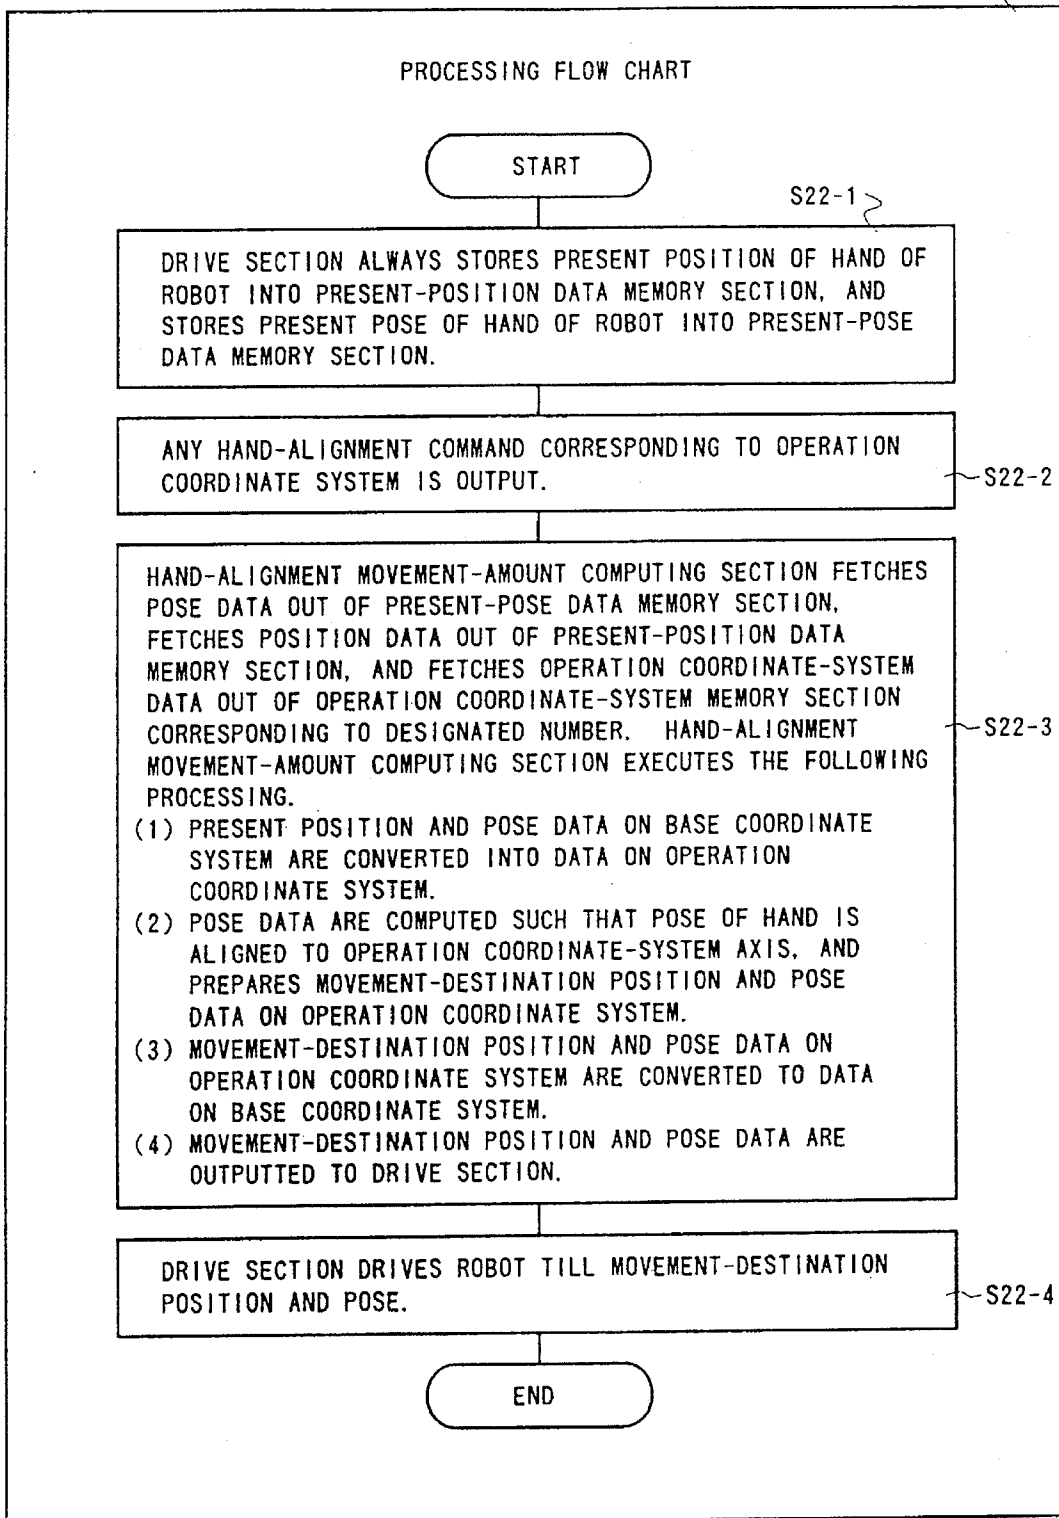 PROCESSING FLOW CHART
START
S22-1
DRIVE SECTION ALWAYS STORES PRESENT POSITION OF HAND OF
ROBOT INTO PRESENT-POSITION DATA MEMORY SECTION, AND
STORES PRESENT POSE OF HAND OF ROBOT INTO PRESENT-POSE
DATA MEMORY SECTION.
ANY HAND-ALIGNMENT COMMAND CORRESPONDING TO OPERATION
COORDINATE SYSTEM IS OUTPUT.
S22-2
HAND-ALIGNMENT MOVEMENT-AMOUNT COMPUTING SECTION FETCHES
POSE DATA OUT OF PRESENT-POSE DATA MEMORY SECTION,
FETCHES POSITION DATA OUT OF PRESENT-POSITION DATA
MEMORY SECTION, AND FETCHES OPERATION COORDINATE-SYSTEM
DATA OUT OF OPERATION COORDINATE-SYSTEM MEMORY SECTION
CORRESPONDING TO DESIGNATED NUMBER. HAND-ALIGNMENT
MOVEMENT-AMOUNT COMPUTING SECTION EXECUTES THE FOLLOWING
PROCESSING.
(1) PRESENT POSITION AND POSE DATA ON BASE COORDINATE
SYSTEM ARE CONVERTED INTO DATA ON OPERATION
COORDINATE SYSTEM.
(2) POSE DATA ARE COMPUTED SUCH THAT POSE OF HAND IS
ALIGNED TO OPERATION COORDINATE-SYSTEM AXIS, AND
PREPARES MOVEMENT-DESTINATION POSITION AND POSE
DATA ON OPERATION COORDINATE SYSTEM.
(3) MOVEMENT-DESTINATION POSITION AND POSE DATA ON
OPERATION COORDINATE SYSTEM ARE CONVERTED TO DATA
ON BASE COORDINATE SYSTEM.
(4) MOVEMENT-DESTINATION POSITION AND POSE DATA ARE
OUTPUTTED TO DRIVE SECTION.
S22-3
DRIVE SECTION DRIVES ROBOT TILL MOVEMENT-DESTINATION
POSITION AND POSE.
S22-4
END